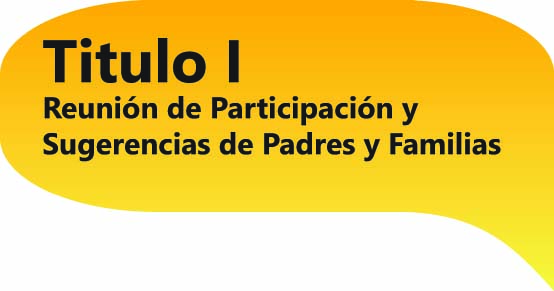 Titulo I
Reunión de Participación y
Sugerencias de Padres y Familias